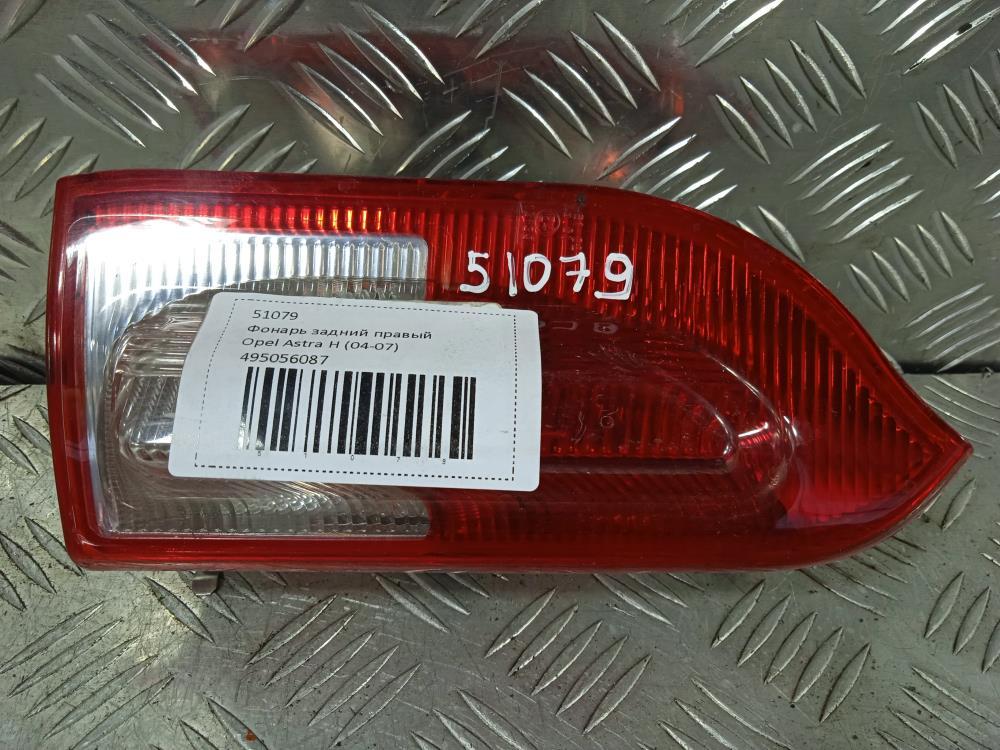 51079
51079
Фонарь задний правый
Opel Astra H (04-07)
495056087